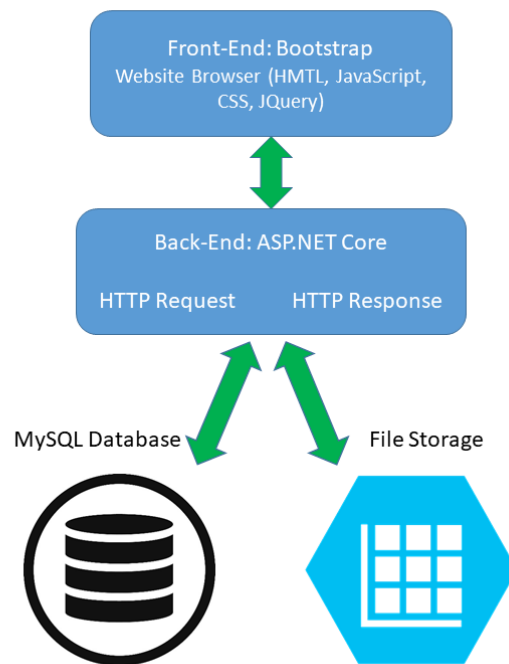 Front-End: Bootstrap
Website Browser (HMTL, JavaScript,
CSS, JQuery)
Back-End: ASP.NET Core
HTTP Request HTTP Response
MySQL Database File Storage